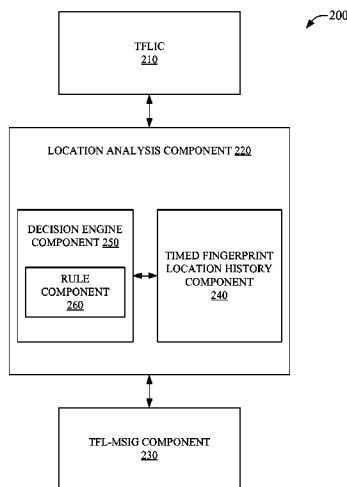 200
TFLIC
210
LOCATION ANALYSIS COMPONENT 220
DECISION ENGINE
COMPONENT 250
RULE
COMPONENT
260
TIMED FINGERPRINT
LOCATION HISTORY
COMPONENT
240
TFL-MSIG COMPONENT
230